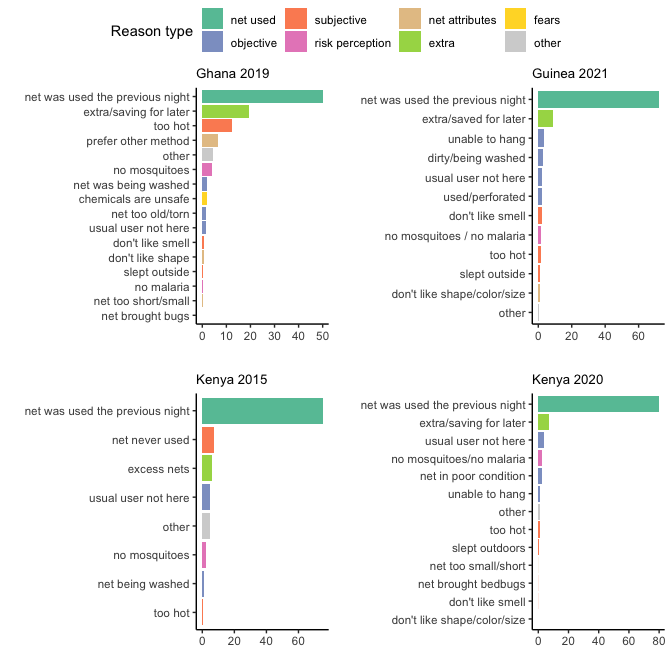 Reason type
net used
subjective
net attributes
fears
objective
risk perception
extra
other
Ghana 2019
net was used the previous night
extra/saving for later
too hot
prefer other method
other
no mosquitoes
net was being washed
chemicals are unsafe
net too old/torn
usual user not here
don't like smell
don't like shape
slept outside
no malaria
net too short/small
net brought bugs
0 10 20 30 40 50
Guinea 2021
net was used the previous night
extra/saved for later
unable to hang
dirty/being washed
usual user not here
used/perforated
don't like smell
no mosquitoes / no malaria
too hot
slept outside
don't like shape/color/size
other
0 20 40 60
Kenya 2015
net was used the previous night
net never used
excess nets
usual user not here
other
no mosquitoes
net being washed
too hot
0 20 40 60
Kenya 2020
net was used the previous night
extra/saving for later
usual user not here
no mosquitoes/no malaria
net in poor condition
unable to hang
other
too hot
slept outdoors
net too small/short
net brought bedbugs
don't like smell
don't like shape/color/size
0 20 40 60 80